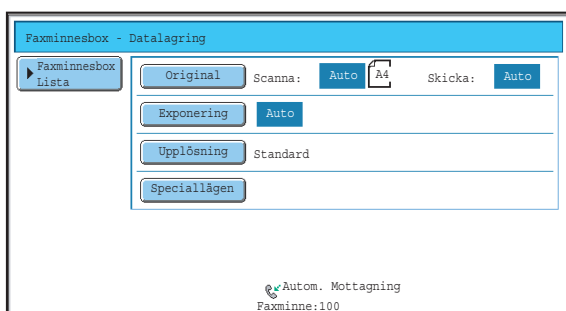 Faxminnesbox - Datalagring
Faxminnesbox
Lista
Original Scanna: Auto A4 Skicka: Auto
Exponering Auto
Upplösning Standard
Speciallägen
Autom. Mottagning
Faxminne:100